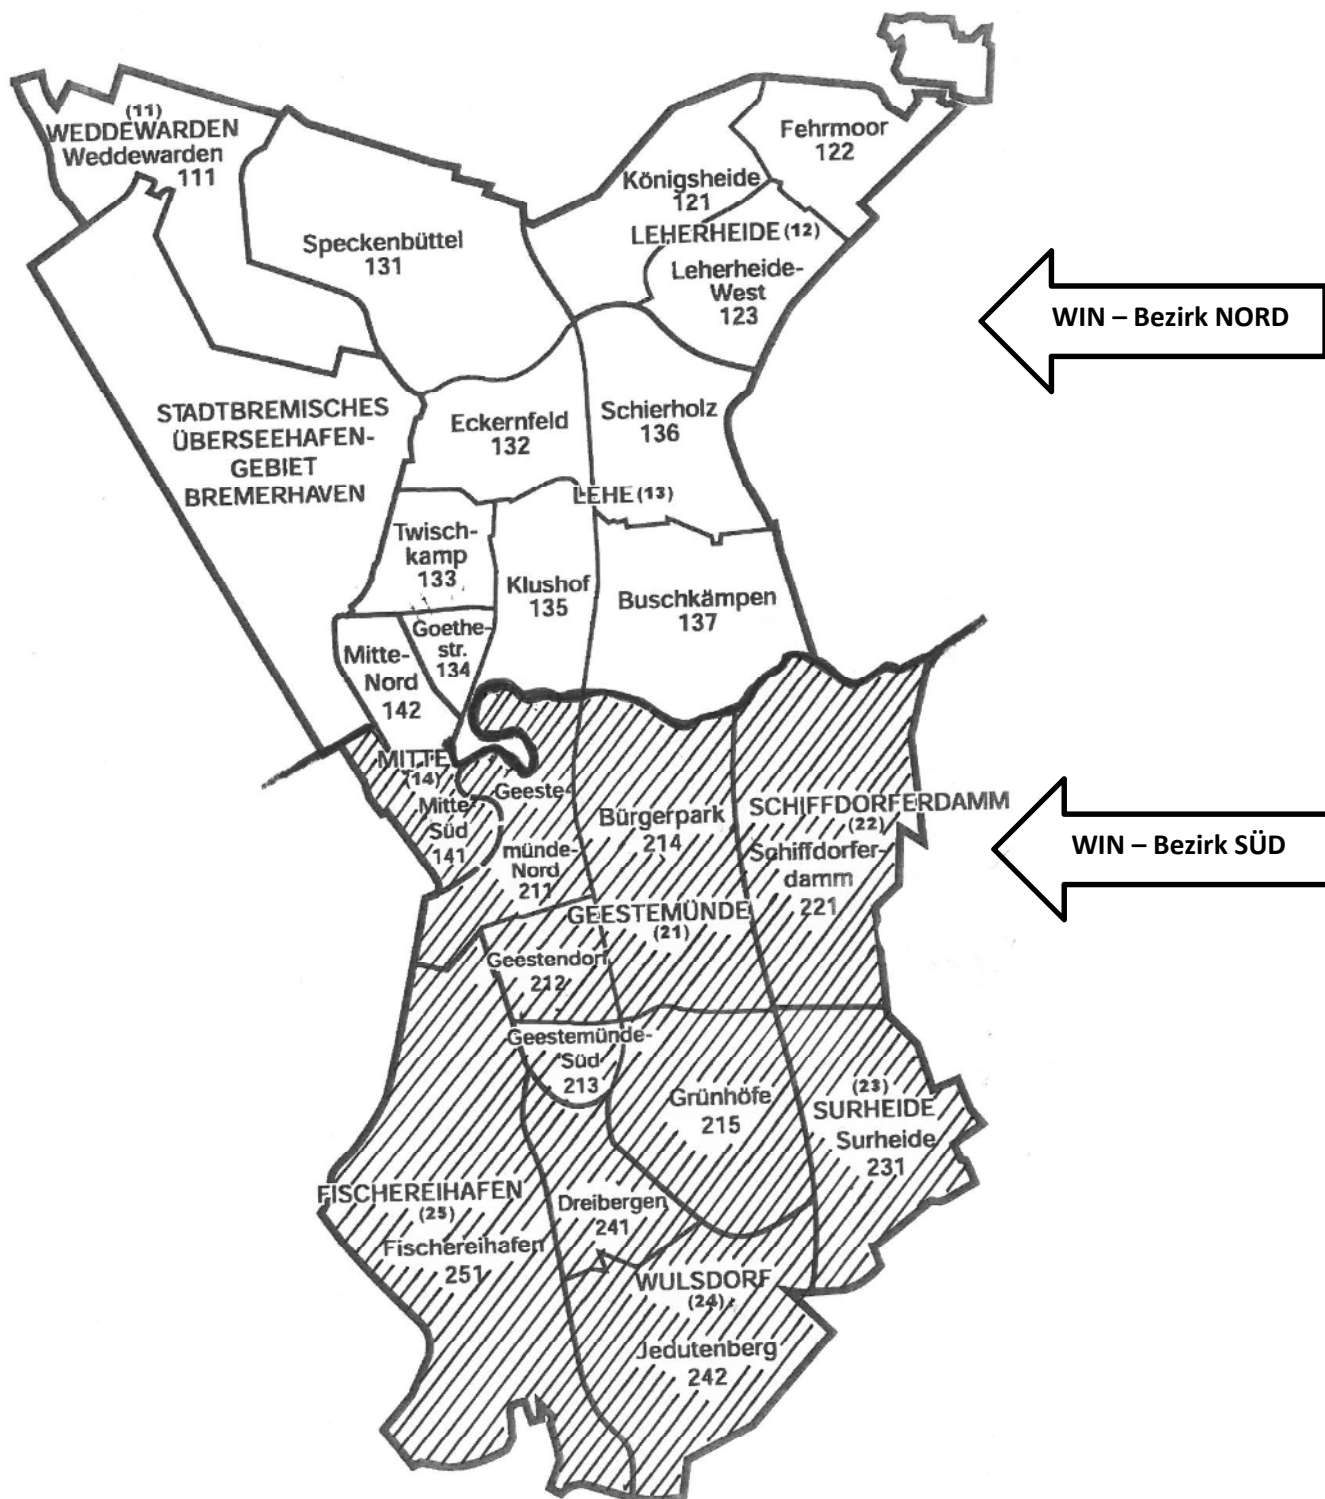 (11)
WEDDEWARDEN
Weddewarden
111
Fehrmoor
122
Königsheide
121
LEHERHEIDE (12)
Speckenbüttel
131
Leherheide-
West
123
WIN – Bezirk NORD
STADTBREMISCHES
ÜBERSEEHAFEN-
GEBIET
BREMERHAVEN
Eckernfeld
132
Schierholz
136
LEHE (13)
Twisch-
kamp
133
Klushof
135
Buschkämpen
137
Goethe-
str.
134
Mitte-
Nord
142
MITTE
(14)
Mitte
Süd
141
Geeste-
münde-
Nord
211
Bürgerpark
214
SCHIFFDORFERDAMM
(22)
Schiffdorfer-
damm
221
WIN – Bezirk SÜD
GEESTEMÜNDE
(21)
Geestendorf
212
Geestemünde-
Süd
213
Grünhöfe
215
(23)
SURHEIDE
Surheide
231
FISCHEREIHAFEN
(25)
Fischereihafen
251
Dreibergen
241
WULSDORF
(24)
Jedutenberg
242